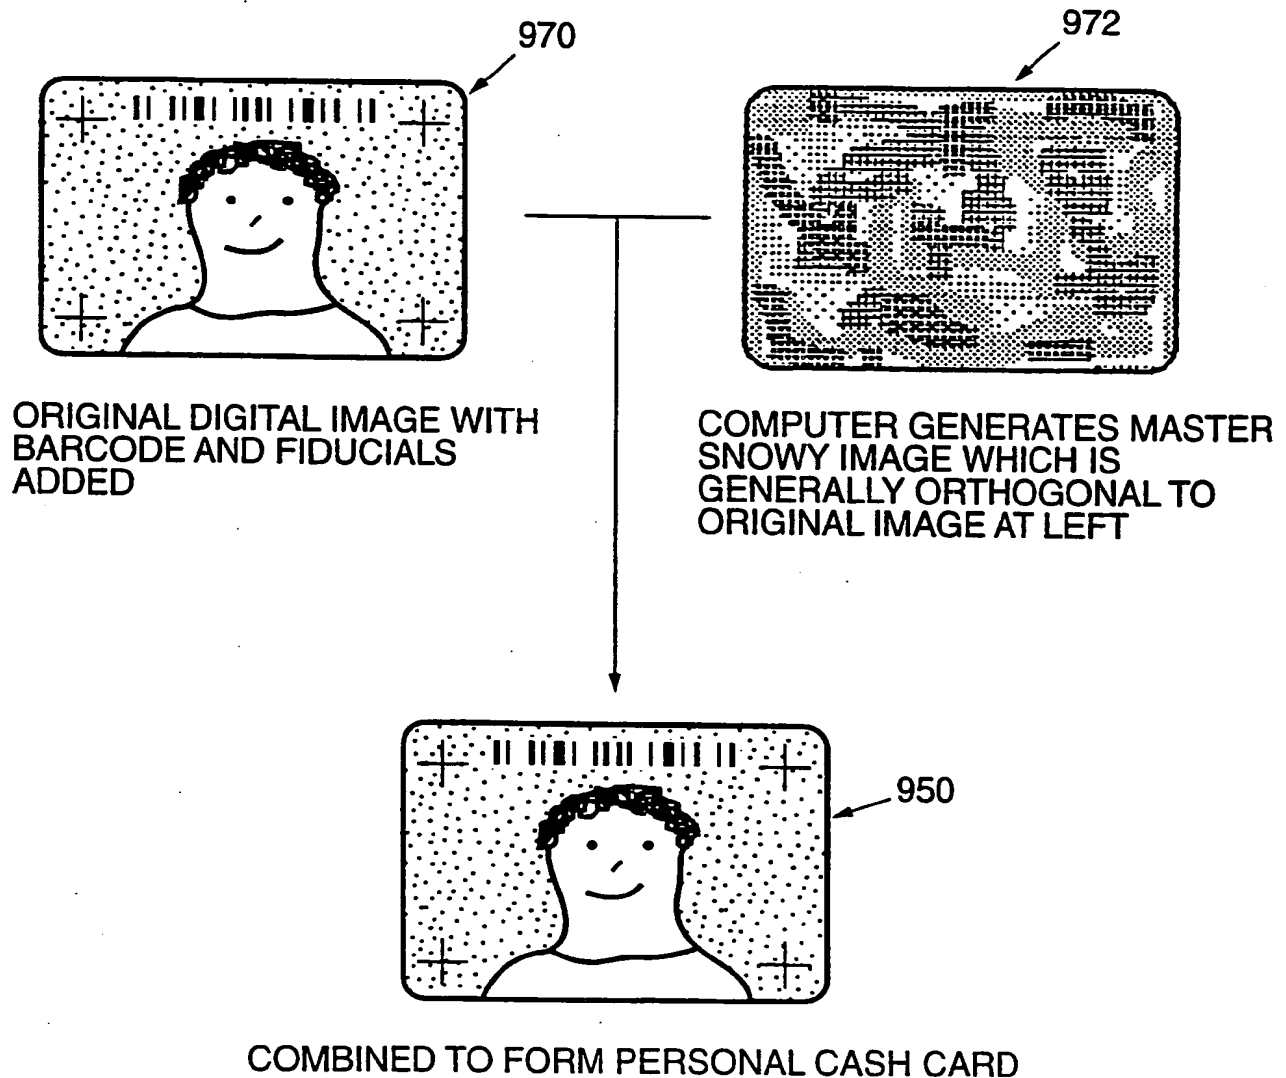 970
972
ORIGINAL DIGITAL IMAGE WITH
BARCODE AND FIDUCIALS
ADDED
COMPUTER GENERATES MASTER
SNOWY IMAGE WHICH IS
GENERALLY ORTHOGONAL TO
ORIGINAL IMAGE AT LEFT
950
COMBINED TO FORM PERSONAL CASH CARD